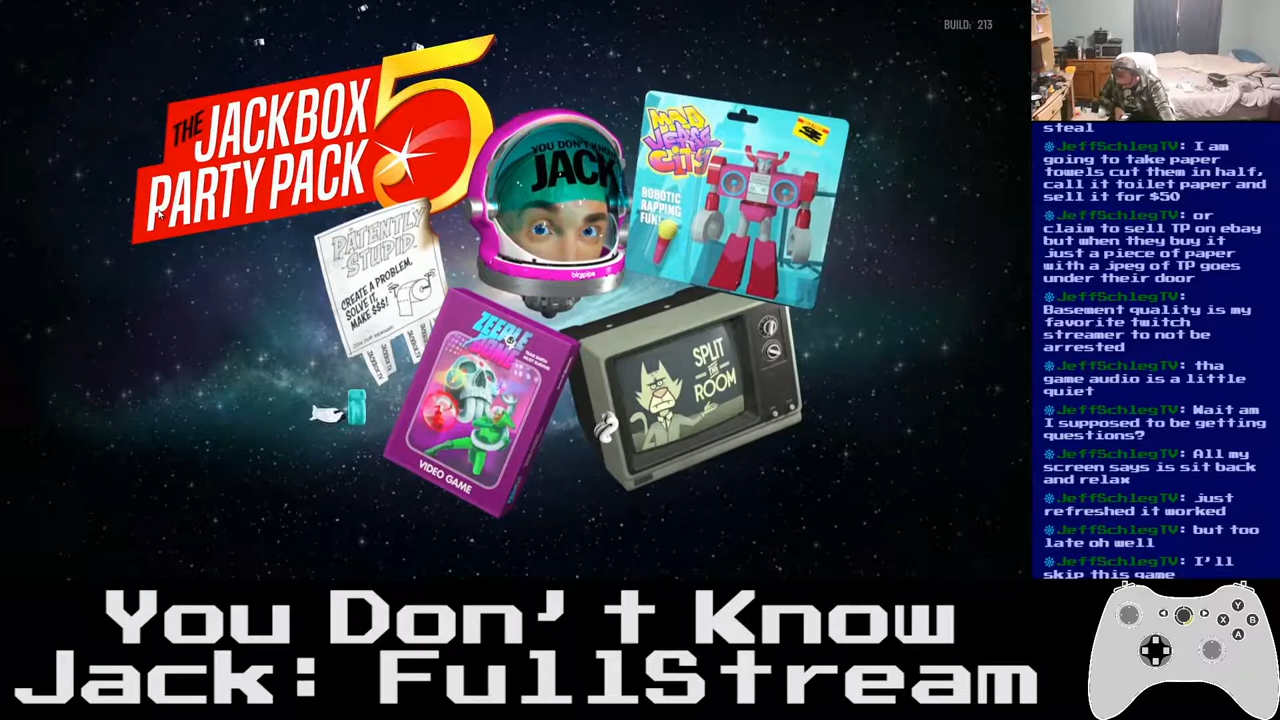 BUILD: 213
THE
JACKBOX
PARTY PACK
5
YOU DON'T KNOW
JACK
bigpipe
MAD
VERSE
CITY
ROBOTIC
RAPPING
FUN!
PATENTLY
STUPID
CREATE A PROBLEM.
SOLVE IT.
MAKE $$$!
ZEEPLE
DOME
VIDEO GAME
SPLIT
THE
ROOM
steal
JeffSchlegTV: I am
going to take paper
towels cut them in half,
call it toilet paper and
sell it for $50
JeffSchlegTV: or
claim to sell TP on ebay
but when they buy it
just a piece of paper
with a jpeg of TP goes
under their door
JeffSchlegTV:
Basement quality is my
favorite twitch
streamer to not be
arrested
JeffSchlegTV: tha
game audio is a little
quiet
JeffSchlegTV: Wait am
I supposed to be getting
questions?
JeffSchlegTV: All my
screen says is sit back
and relax
JeffSchlegTV: just
refreshed it worked
JeffSchlegTV: but too
late oh well
JeffSchlegTV: I'll
skip this game
You Don't Know
Jack: FullStream
Y
X
B
A